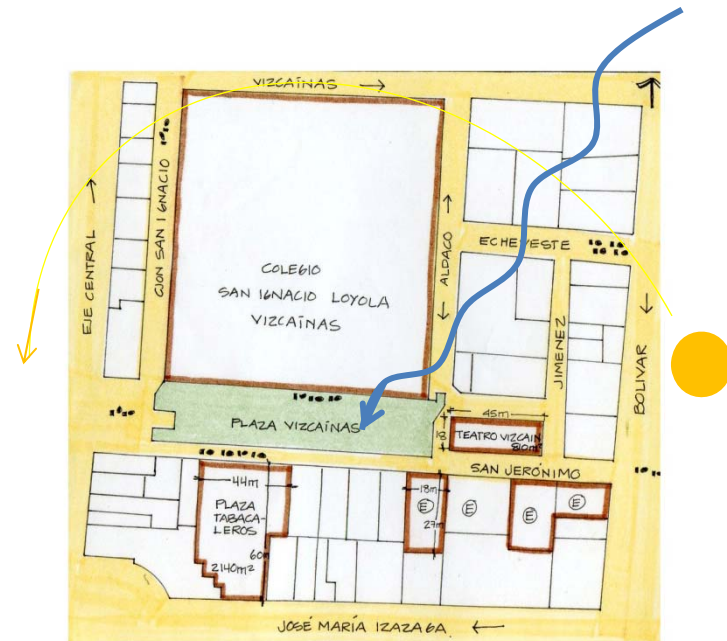 VIZCAÍNAS
CJON SAN IGNACIO
EJE CENTRAL
COLEGIO
SAN IGNACIO LOYOLA
VIZCAÍNAS
ALDACO
ECHEVESTE
JIMENEZ
BOLIVAR
PLAZA VIZCAÍNAS
45m
18
TEATRO VIZCAIN
810m²
SAN JERÓNIMO
44m
PLAZA
TABACA-
LEROS
60m
2140m²
18m
E
27m
E
E
E
JOSÉ MARÍA IZAZAGA